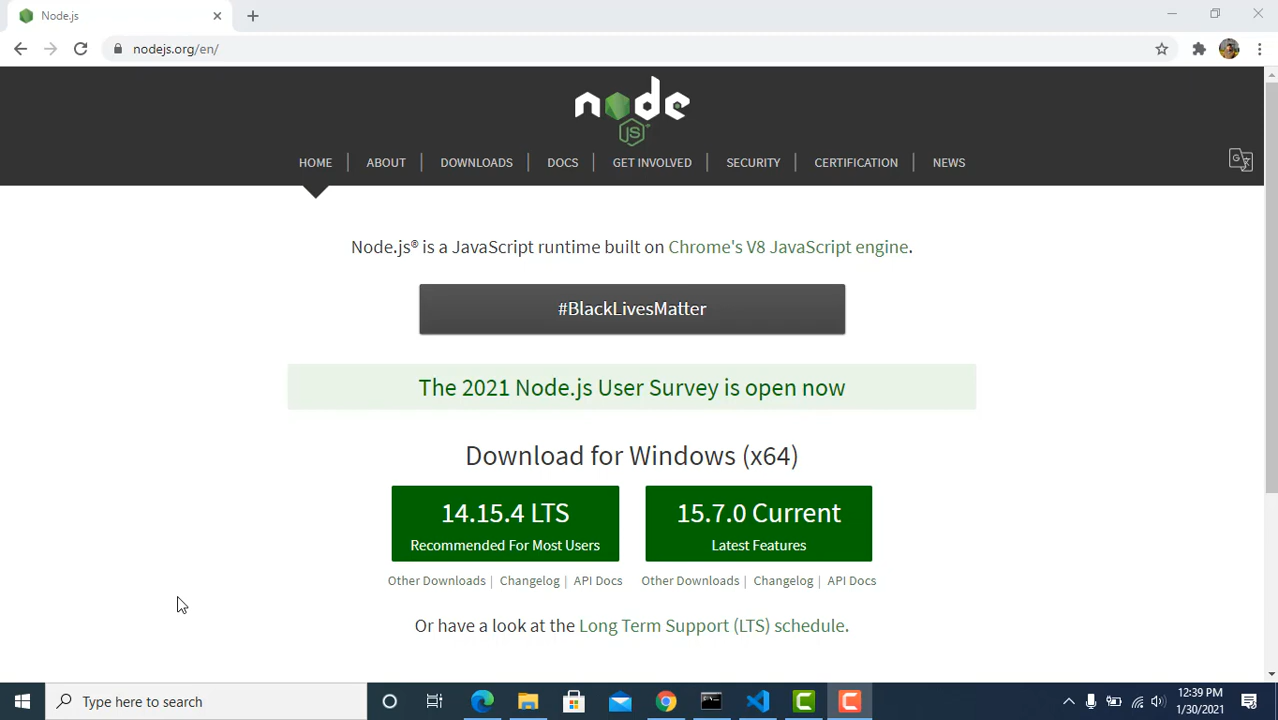 Node.js
nodejs.org/en/
node
JS
HOME
ABOUT
DOWNLOADS
DOCS
GET INVOLVED
SECURITY
CERTIFICATION
NEWS
Node.js® is a JavaScript runtime built on Chrome's V8 JavaScript engine.
#BlackLivesMatter
The 2021 Node.js User Survey is open now
Download for Windows (x64)
14.15.4 LTS
Recommended For Most Users
15.7.0 Current
Latest Features
Other Downloads | Changelog | API Docs
Other Downloads | Changelog | API Docs
Or have a look at the Long Term Support (LTS) schedule.
Type here to search
12:39 PM
1/30/2021